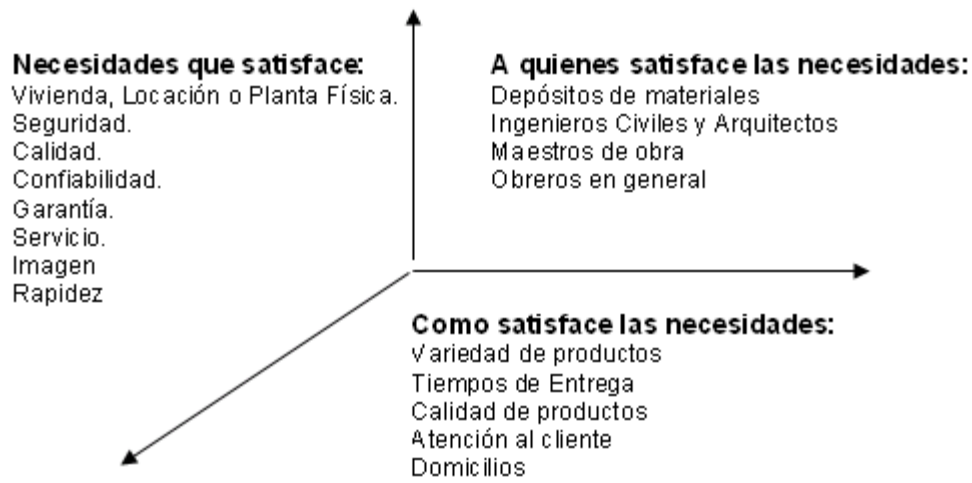 Necesidades que satisface:
Vivienda, Locación o Planta Física.
Seguridad.
Calidad.
Confiabilidad.
Garantía.
Servicio.
Imagen
Rapidez
A quienes satisface las necesidades:
Depósitos de materiales
Ingenieros Civiles y Arquitectos
Maestros de obra
Obreros en general
Como satisface las necesidades:
Variedad de productos
Tiempos de Entrega
Calidad de productos
Atención al cliente
Domicilios